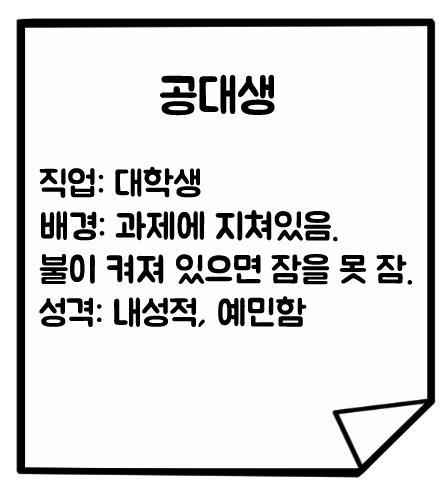 공대생
직업: 대학생
배경: 과제에 지쳐있음.
불이 켜져 있으면 잠을 못 잠.
성격: 내성적, 예민함